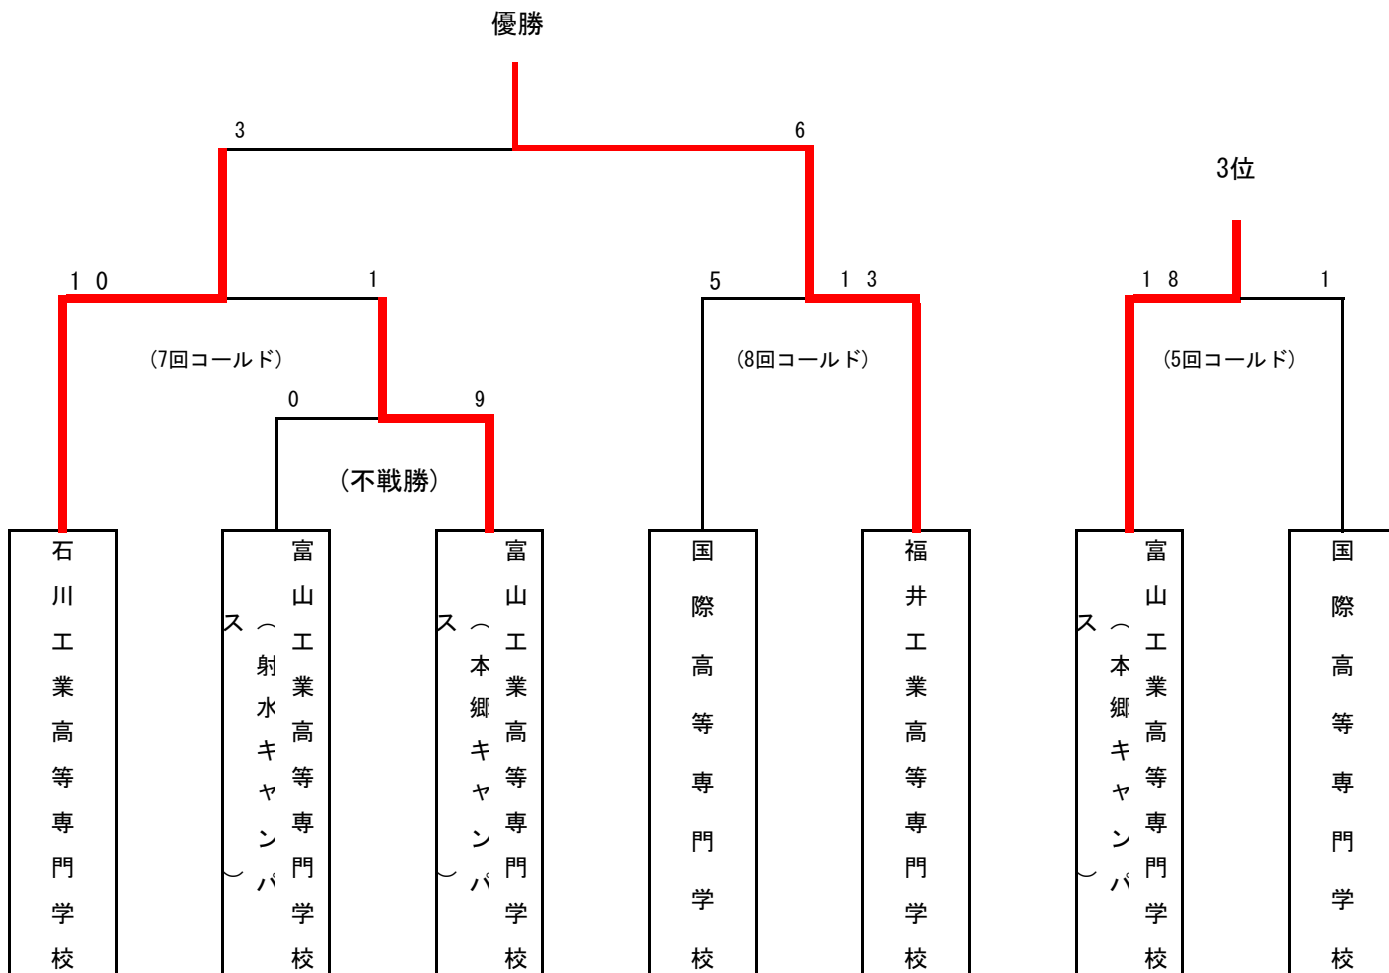 優勝
3 6
3位
10 1 5 13 18 1
(7回コールド) (8回コールド) (5回コールド)
0 9
(不戦勝)
石川工業高等専門学校
富山工業高等専門学校
(射水キャンパス)
富山工業高等専門学校
(本郷キャンパス)
国際高等専門学校
福井工業高等専門学校
富山工業高等専門学校
(本郷キャンパス)
国際高等専門学校